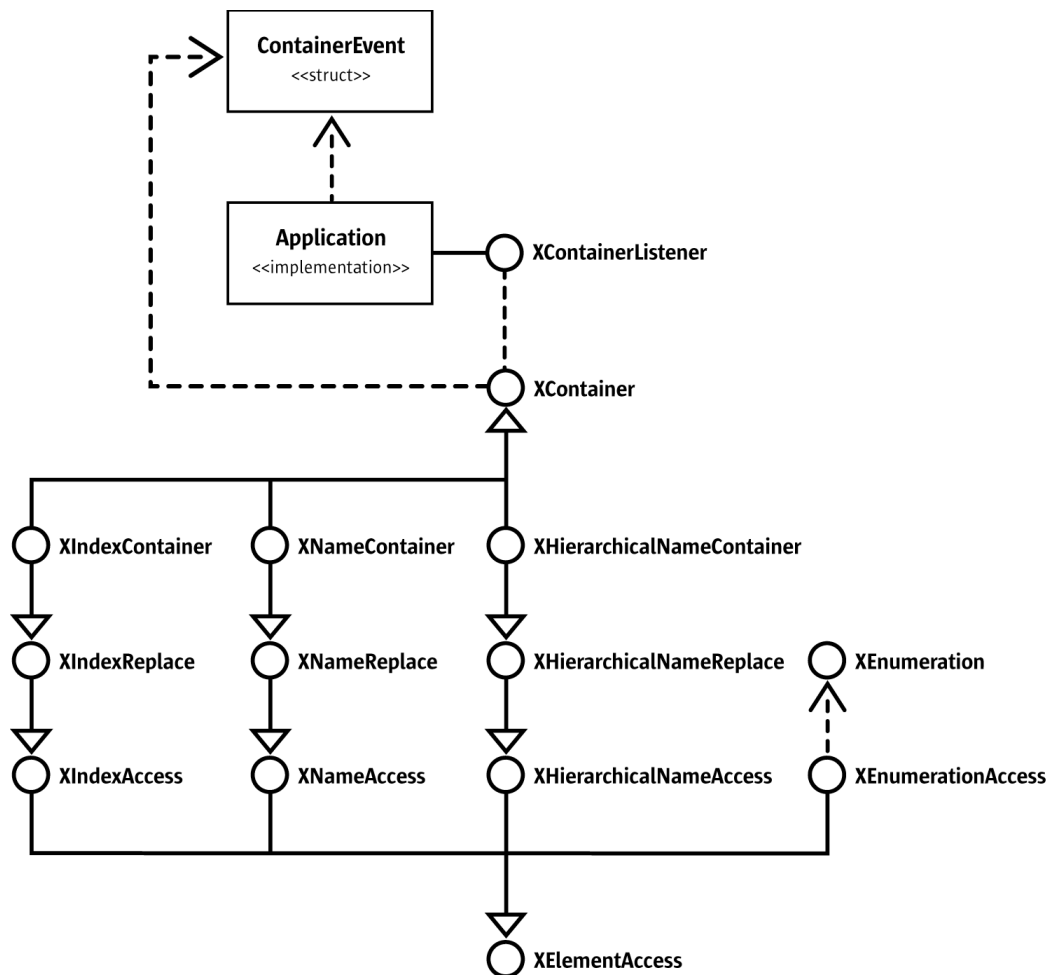 ContainerEvent
<<struct>>
Application
<<implementation>>
XContainerListener
XContainer
XIndexContainer
XNameContainer
XHierarchicalNameContainer
XIndexReplace
XNameReplace
XHierarchicalNameReplace
XEnumeration
XIndexAccess
XNameAccess
XHierarchicalNameAccess
XEnumerationAccess
XElementAccess